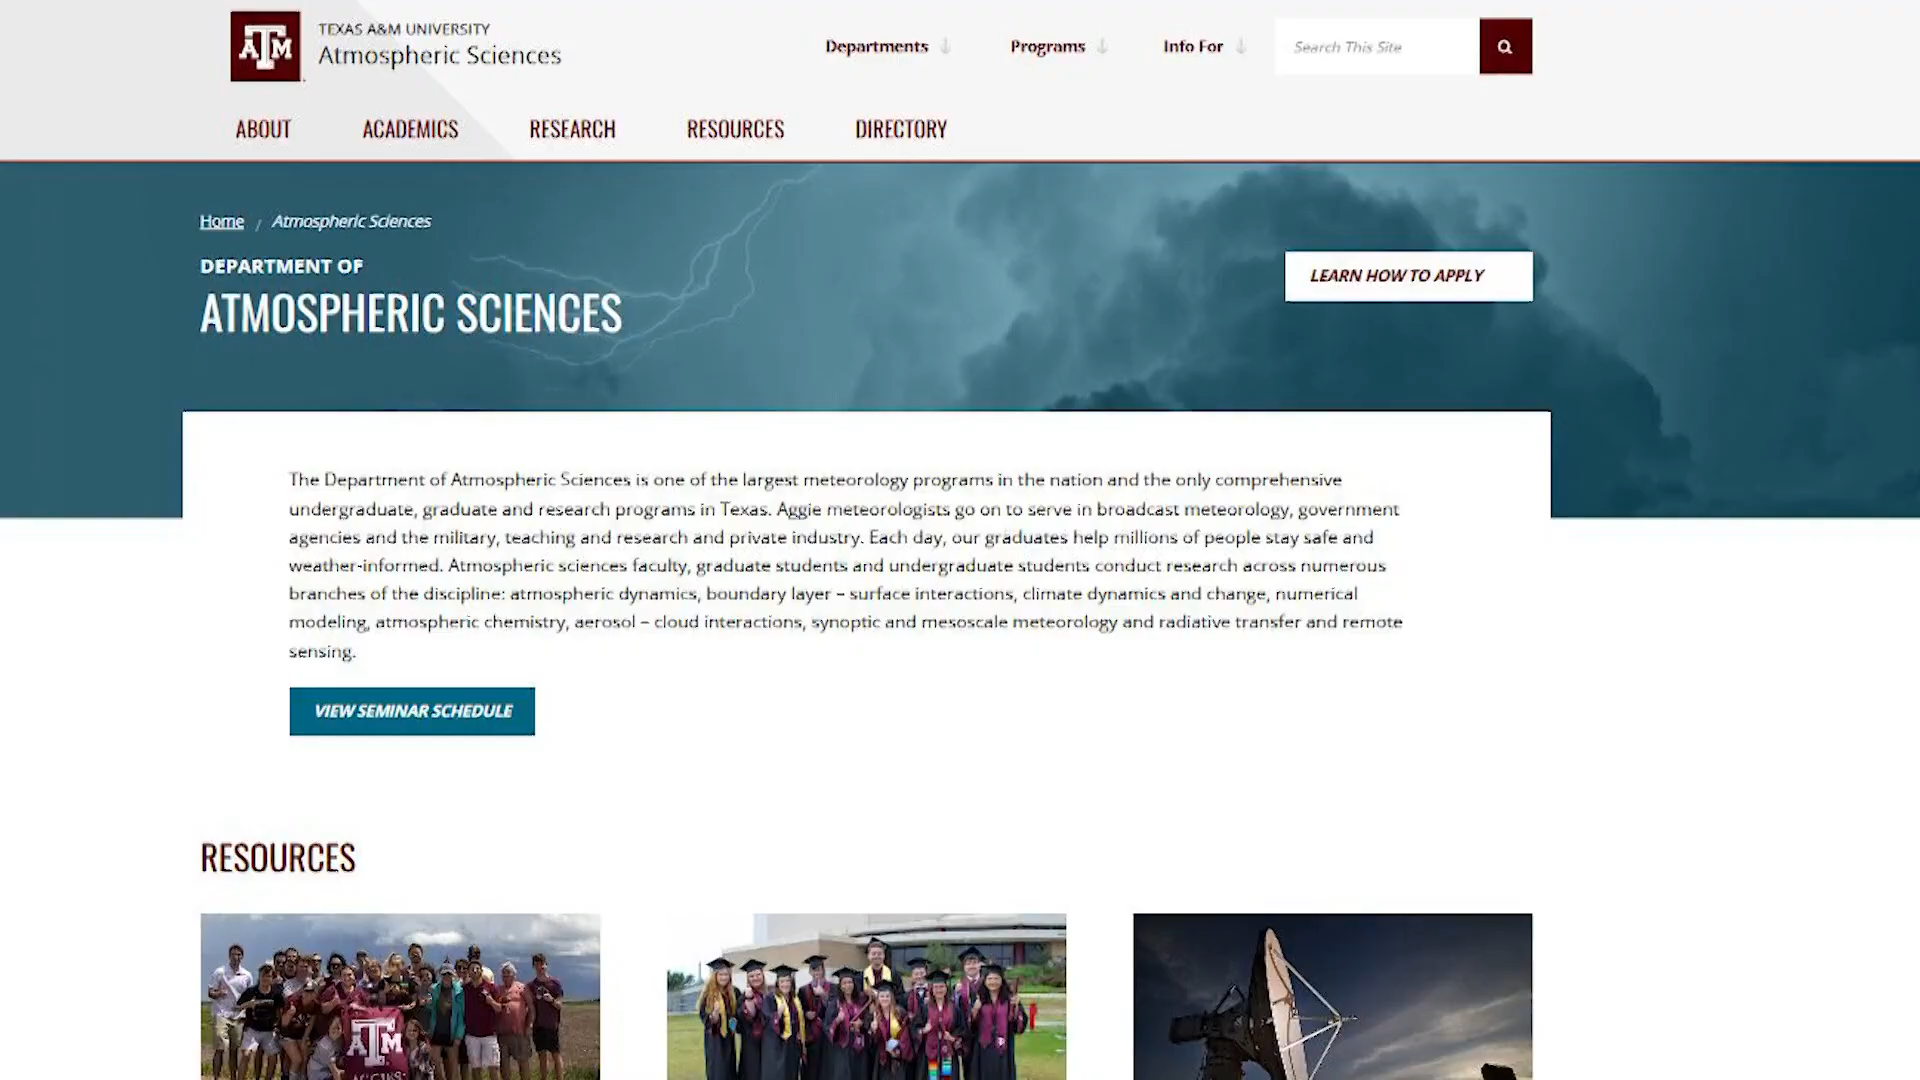 TEXAS A&M UNIVERSITY
Atmospheric Sciences
Departments
Programs
Info For
Search This Site
ABOUT
ACADEMICS
RESEARCH
RESOURCES
DIRECTORY
Home / Atmospheric Sciences
DEPARTMENT OF
ATMOSPHERIC SCIENCES
LEARN HOW TO APPLY
The Department of Atmospheric Sciences is one of the largest meteorology programs in the nation and the only comprehensive
undergraduate, graduate and research programs in Texas. Aggie meteorologists go on to serve in broadcast meteorology, government
agencies and the military, teaching and research and private industry. Each day, our graduates help millions of people stay safe and
weather-informed. Atmospheric sciences faculty, graduate students and undergraduate students conduct research across numerous
branches of the discipline: atmospheric dynamics, boundary layer – surface interactions, climate dynamics and change, numerical
modeling, atmospheric chemistry, aerosol – cloud interactions, synoptic and mesoscale meteorology and radiative transfer and remote
sensing.
VIEW SEMINAR SCHEDULE
RESOURCES
ATM